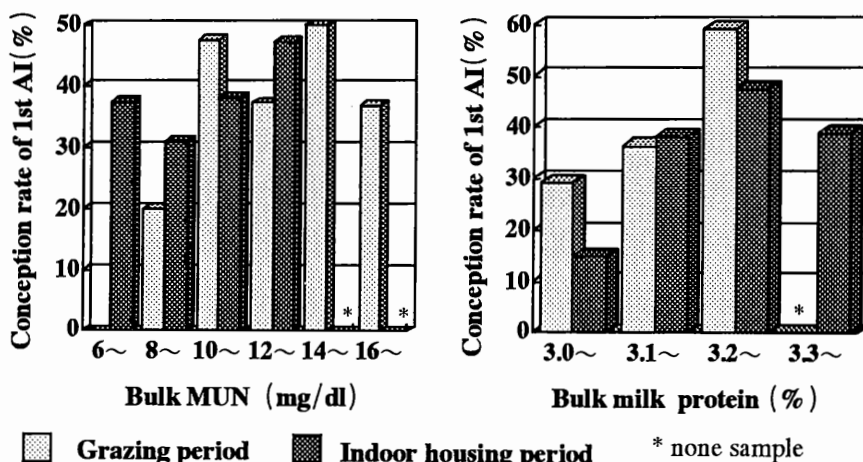 Conception rate of 1st AI(%)
50
40
30
20
10
0
* *
6~ 8~ 10~ 12~ 14~ 16~
Bulk MUN (mg/dl)
Conception rate of 1st AI(%)
60
50
40
30
20
10
0
*
3.0~ 3.1~ 3.2~ 3.3~
Bulk milk protein (%)
Grazing period Indoor housing period * none sample